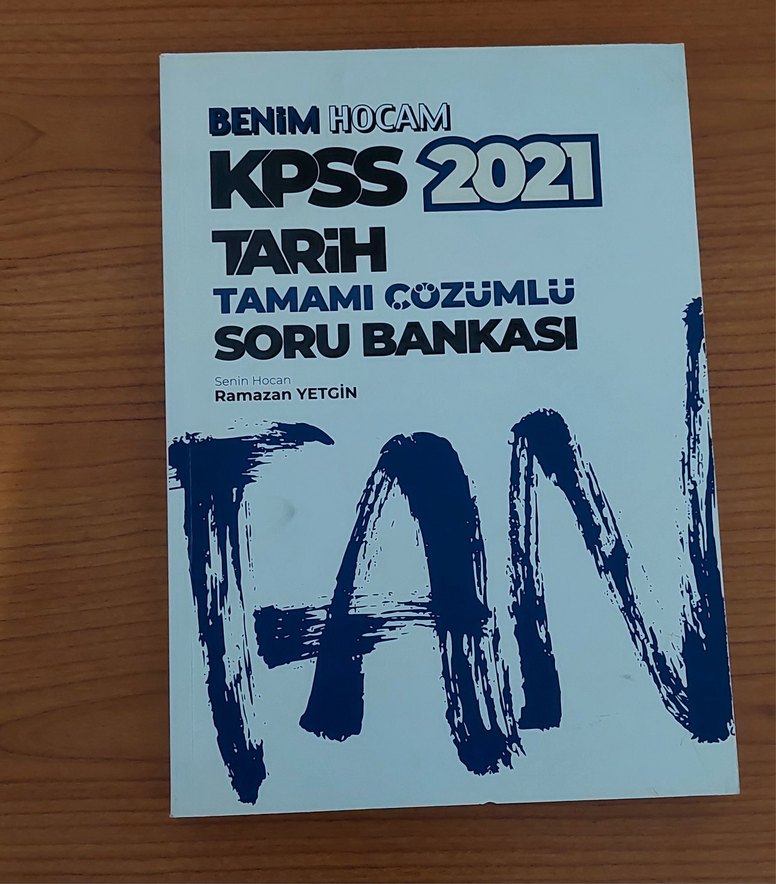 BENİM HOCAM
KPSS 2021
TARİH
TAMAMI ÇÖZÜMLÜ
SORU BANKASI
Senin Hocan
Ramazan YETGİN
TAN